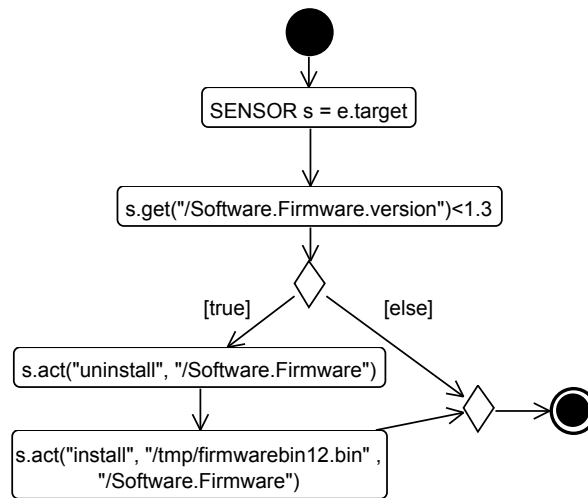 SENSOR s = e.target
s.get("/Software.Firmware.version")<1.3
[true]
[else]
s.act("uninstall", "/Software.Firmware")
s.act("install", "/tmp/firmwarebin12.bin" ,
"/Software.Firmware")